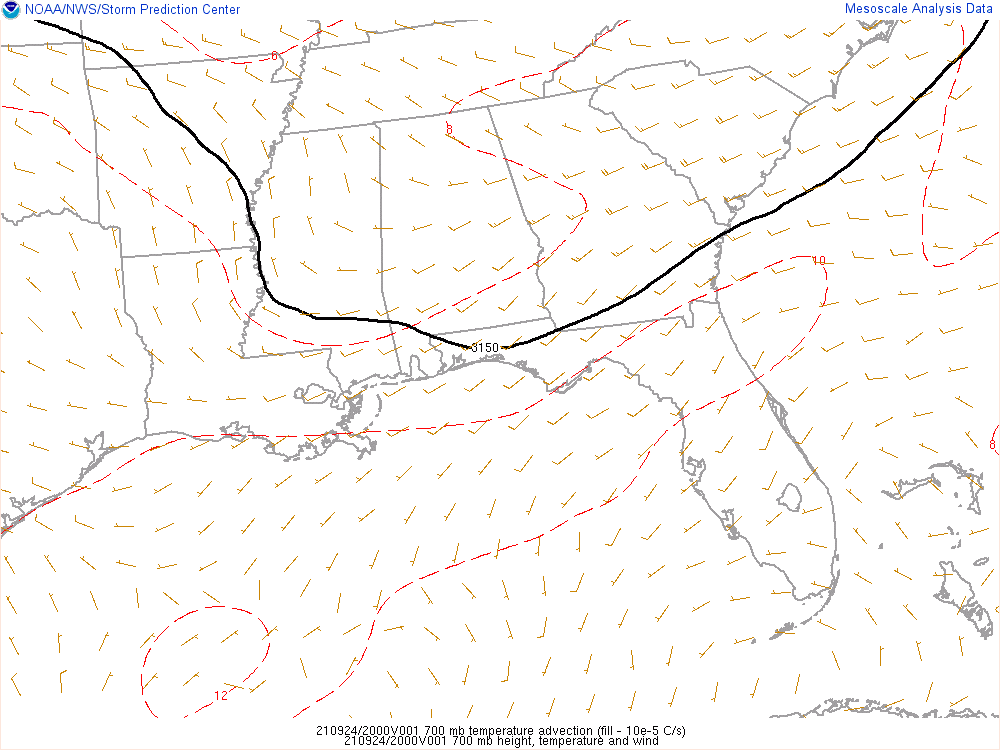 NOAA/NWS/Storm Prediction Center
Mesoscale Analysis Data
6
8
10
3150
8
12
210924/2000V001 700 mb temperature advection (fill - 10e-5 C/s)
210924/2000V001 700 mb height, temperature and wind